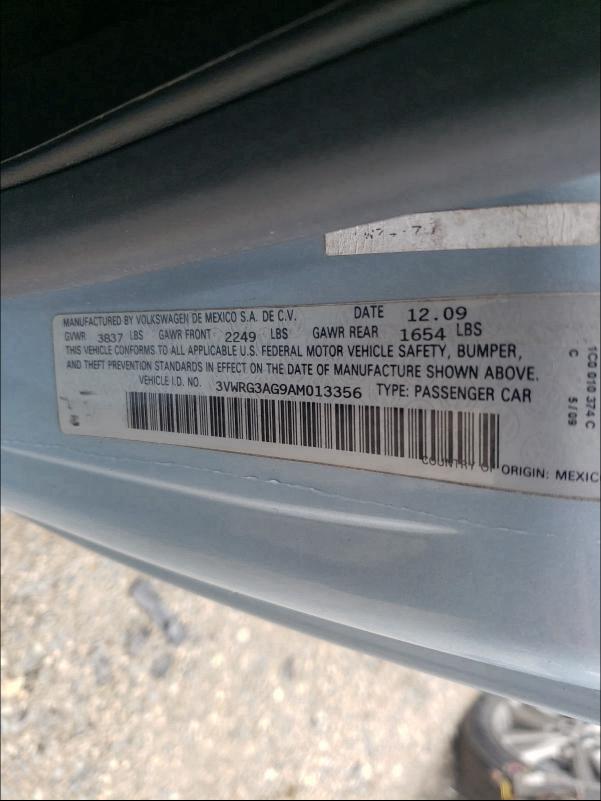 MANUFACTURED BY VOLKSWAGEN DE MEXICO S.A. DE C.V. DATE 12.09
GVWR 3837 LBS GAWR FRONT 2249 LBS GAWR REAR 1654 LBS
THIS VEHICLE CONFORMS TO ALL APPLICABLE U.S. FEDERAL MOTOR VEHICLE SAFETY, BUMPER,
AND THEFT PREVENTION STANDARDS IN EFFECT ON THE DATE OF MANUFACTURE SHOWN ABOVE.
VEHICLE I.D. NO. 3VWRG3AG9AM013356 TYPE: PASSENGER CAR
COUNTRY OF ORIGIN: MEXIC
1C0 010 374 C
C 5/09